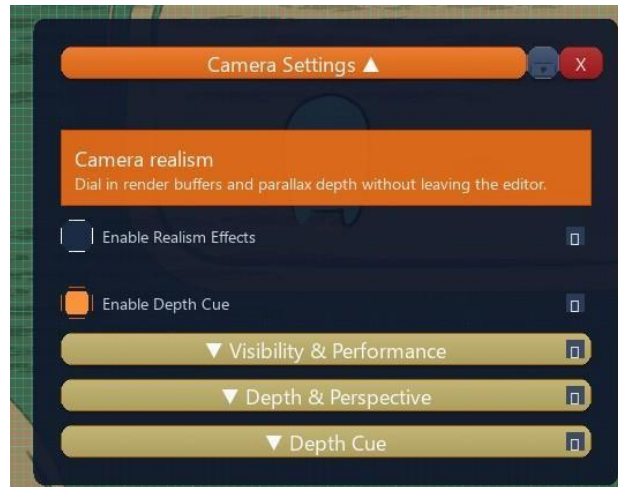 Camera Settings ▲
X
Camera realism
Dial in render buffers and parallax depth without leaving the editor.
Enable Realism Effects
Enable Depth Cue
▼ Visibility & Performance
▼ Depth & Perspective
▼ Depth Cue